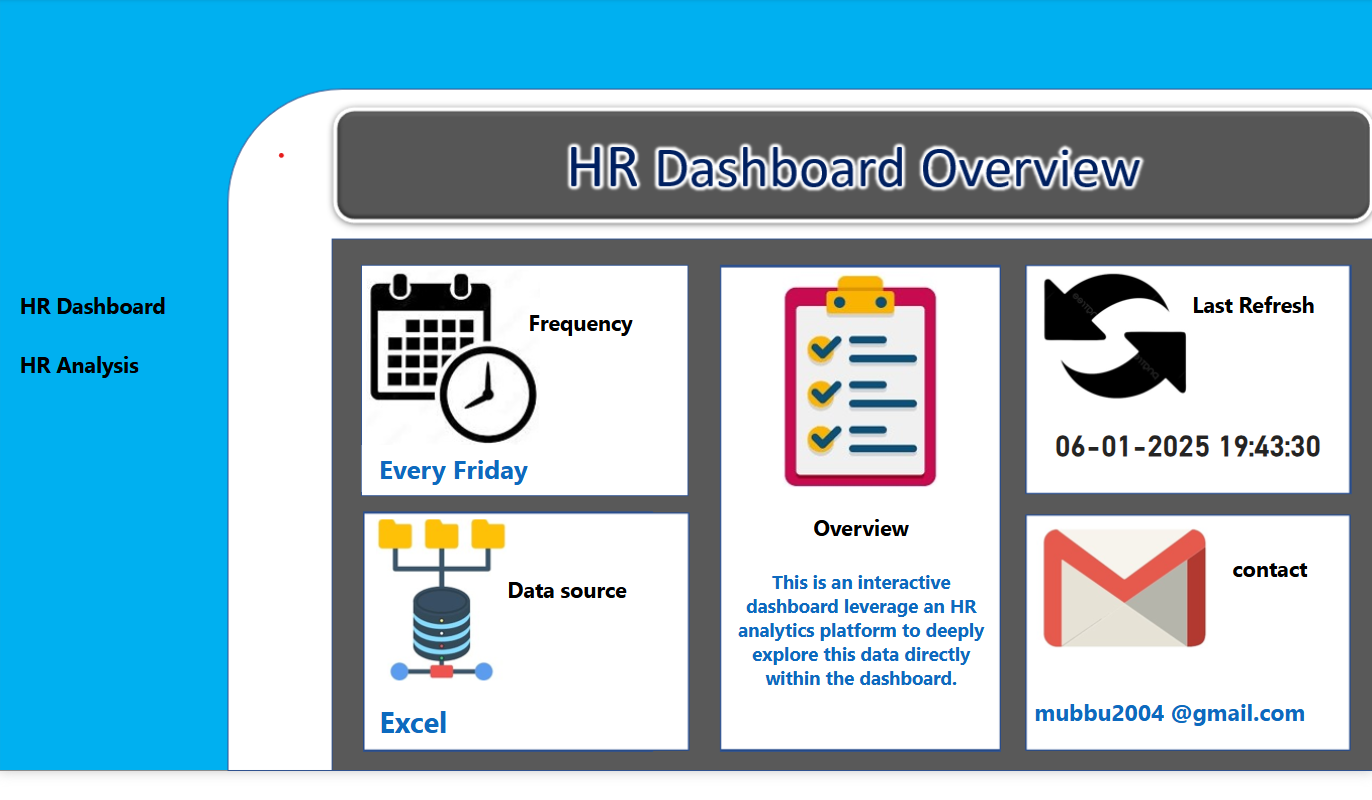 HR Dashboard Overview
HR Dashboard
HR Analysis
Frequency
Every Friday
Data source
Excel
Overview
This is an interactive
dashboard leverage an HR
analytics platform to deeply
explore this data directly
within the dashboard.
Last Refresh
06-01-2025 19:43:30
contact
mubbu2004 @gmail.com